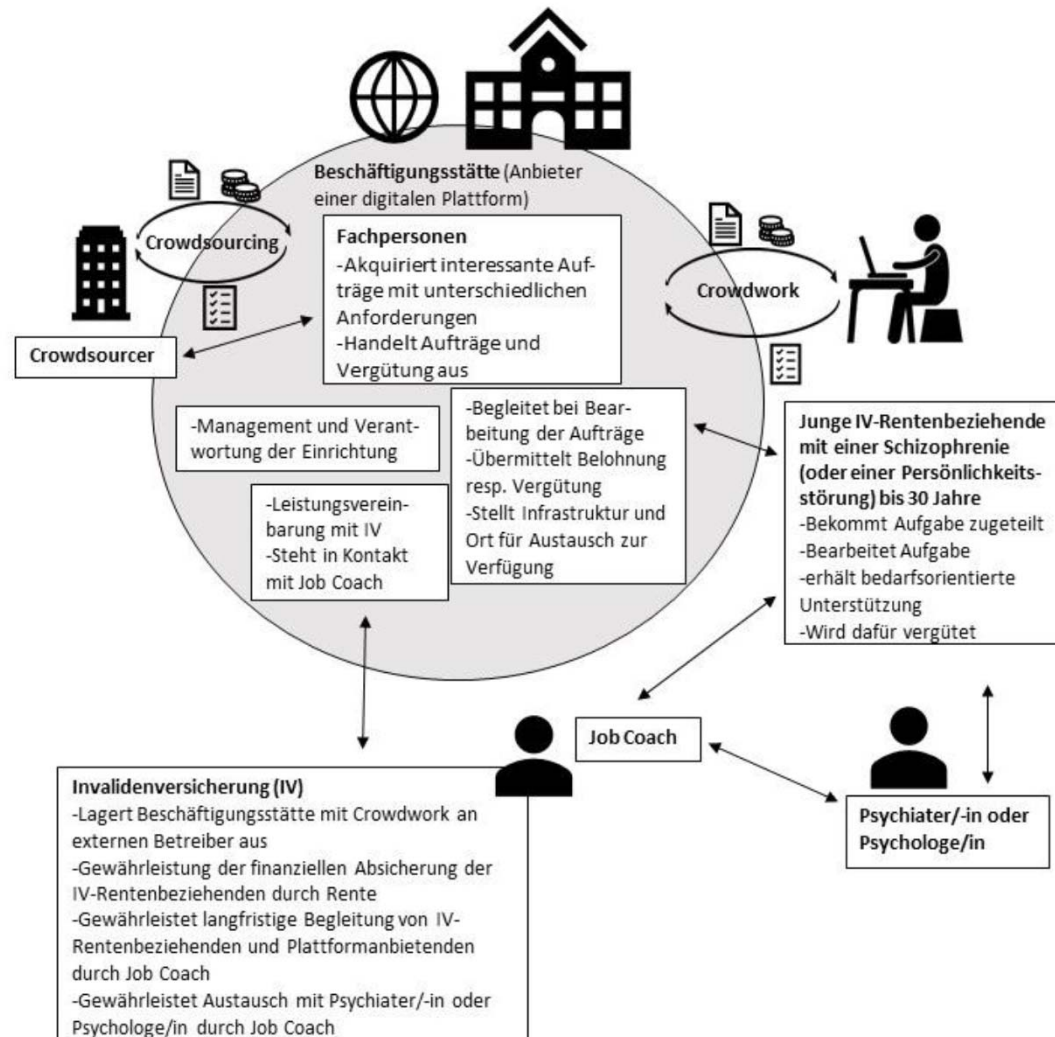 Beschäftigungsstätte (Anbieter
einer digitalen Plattform)
Crowdsourcing
Fachpersonen
-Akquiriert interessante Auf-
träge mit unterschiedlichen
Anforderungen
-Handelt Aufträge und
Vergütung aus
Crowdwork
Crowdsourcer
-Management und Verant-
wortung der Einrichtung
-Begleitet bei Bear-
beitung der Aufträge
-Übermittelt Belohnung
resp. Vergütung
-Stellt Infrastruktur und
Ort für Austausch zur
Verfügung
-Leistungsverein-
barung mit IV
-Steht in Kontakt
mit Job Coach
Junge IV-Rentenbeziehende
mit einer Schizophrenie
(oder einer Persönlichkeits-
störung) bis 30 Jahre
-Bekommt Aufgabe zugeteilt
-Bearbeitet Aufgabe
-erhält bedarfsorientierte
Unterstützung
-Wird dafür vergütet
Job Coach
Psychiater/-in oder
Psychologe/in
Invalidenversicherung (IV)
-Lagert Beschäftigungsstätte mit Crowdwork an
externen Betreiber aus
-Gewährleistung der finanziellen Absicherung der
IV-Rentenbeziehenden durch Rente
-Gewährleistet langfristige Begleitung von IV-
Rentenbeziehenden und Plattformanbietenden
durch Job Coach
-Gewährleistet Austausch mit Psychiater/-in oder
Psychologe/in durch Job Coach